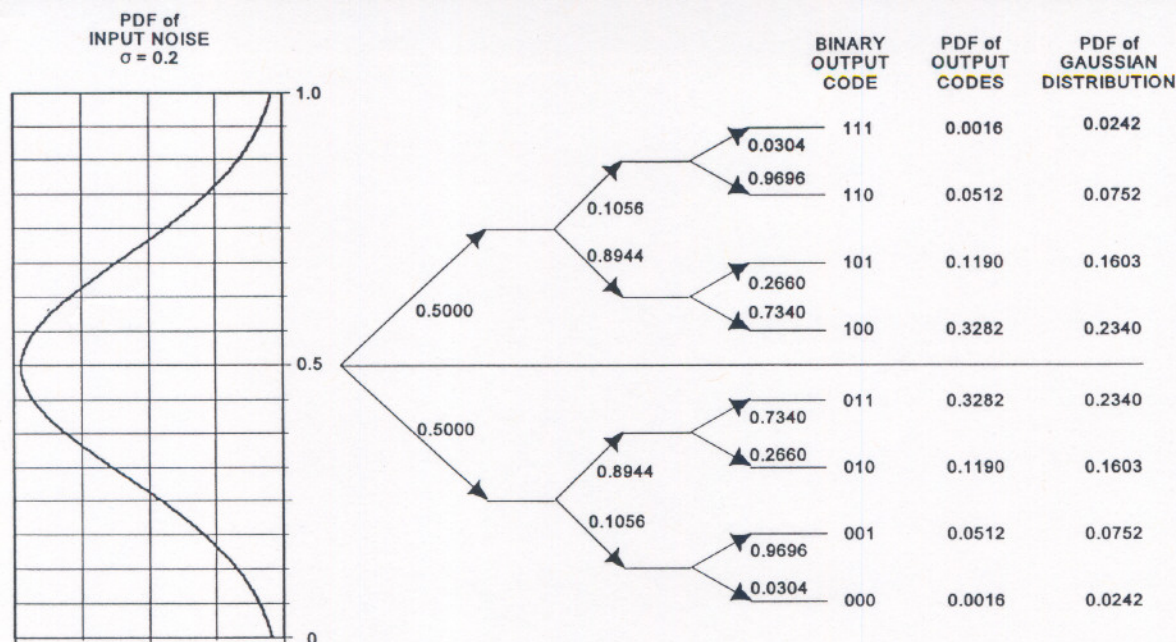 PDF of
INPUT NOISE
σ = 0.2
1.0
0.5
0
0.5000
0.5000
0.1056
0.8944
0.8944
0.1056
0.0304
0.9696
0.2660
0.7340
0.7340
0.2660
0.9696
0.0304
BINARY
OUTPUT
CODE
PDF of
OUTPUT
CODES
PDF of
GAUSSIAN
DISTRIBUTION
111 0.0016 0.0242
110 0.0512 0.0752
101 0.1190 0.1603
100 0.3282 0.2340
011 0.3282 0.2340
010 0.1190 0.1603
001 0.0512 0.0752
000 0.0016 0.0242